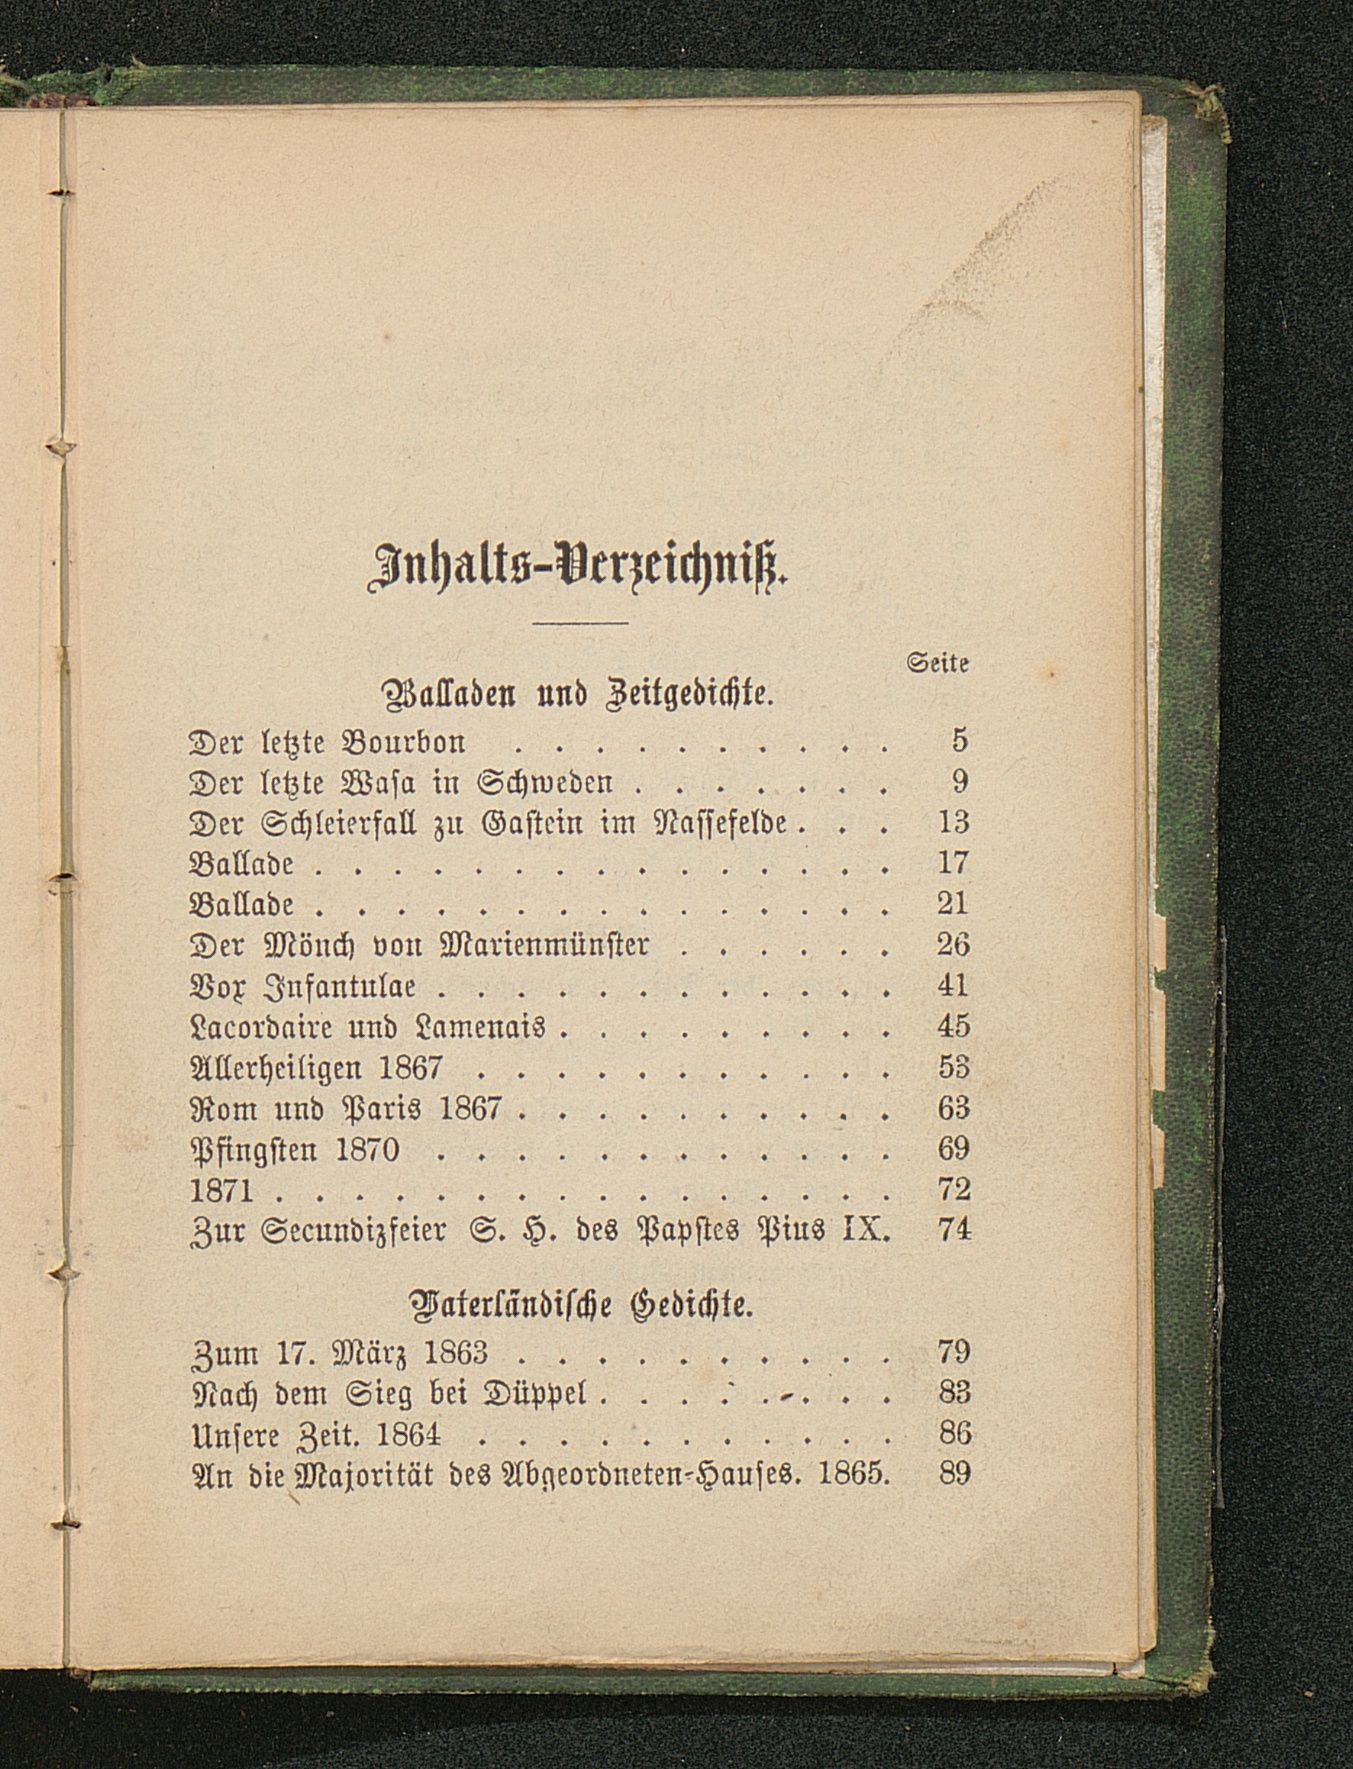 Inhalts-Verzeichniß.
Seite
Balladen und Zeitgedichte.
Der letzte Bourbon . . . . . . . . . . 5
Der letzte Wasa in Schweden . . . . . . . 9
Der Schleierfall zu Gastein im Nassefelde . . . 13
Ballade . . . . . . . . . . . . . . . 17
Ballade . . . . . . . . . . . . . . . 21
Der Mönch von Marienmünster . . . . . . 26
Vox Infantulae . . . . . . . . . . . . 41
Lacordaire und Lamenais . . . . . . . . . 45
Allerheiligen 1867 . . . . . . . . . . . 53
Rom und Paris 1867 . . . . . . . . . . 63
Pfingsten 1870 . . . . . . . . . . . . 69
1871 . . . . . . . . . . . . . . . . 72
Zur Secundizfeier S. H. des Papstes Pius IX. 74
Vaterländische Gedichte.
Zum 17. März 1863 . . . . . . . . . . 79
Nach dem Sieg bei Düppel . . . . . . . . 83
Unsere Zeit. 1864 . . . . . . . . . . . 86
An die Majorität des Abgeordneten-Hauses. 1865. 89